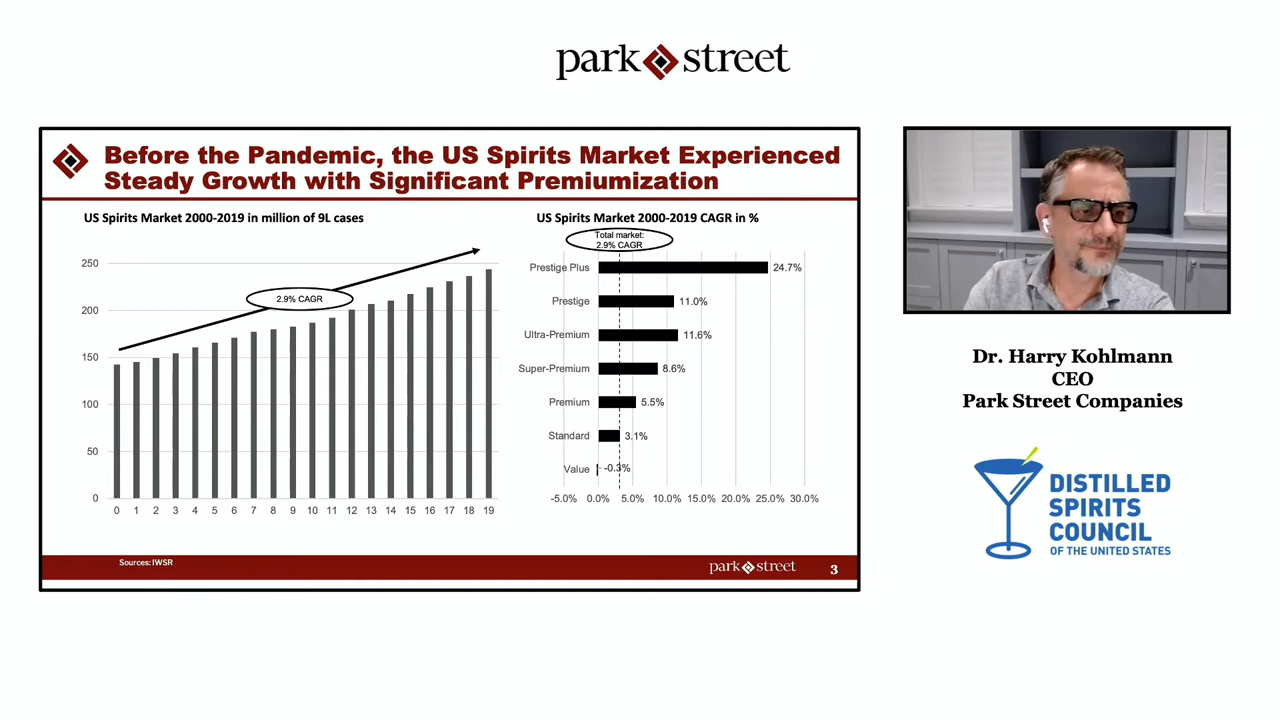 park street
Before the Pandemic, the US Spirits Market Experienced
Steady Growth with Significant Premiumization
US Spirits Market 2000-2019 in million of 9L cases
2.9% CAGR
250
200
150
100
50
0
0 1 2 3 4 5 6 7 8 9 10 11 12 13 14 15 16 17 18 19
US Spirits Market 2000-2019 CAGR in %
Total market:
2.9% CAGR
Prestige Plus 24.7%
Prestige 11.0%
Ultra-Premium 11.6%
Super-Premium 8.6%
Premium 5.5%
Standard 3.1%
Value -0.3%
-5.0% 0.0% 5.0% 10.0% 15.0% 20.0% 25.0% 30.0%
Sources: IWSR
park street 3
Dr. Harry Kohlmann
CEO
Park Street Companies
DISTILLED
SPIRITS
COUNCIL
OF THE UNITED STATES